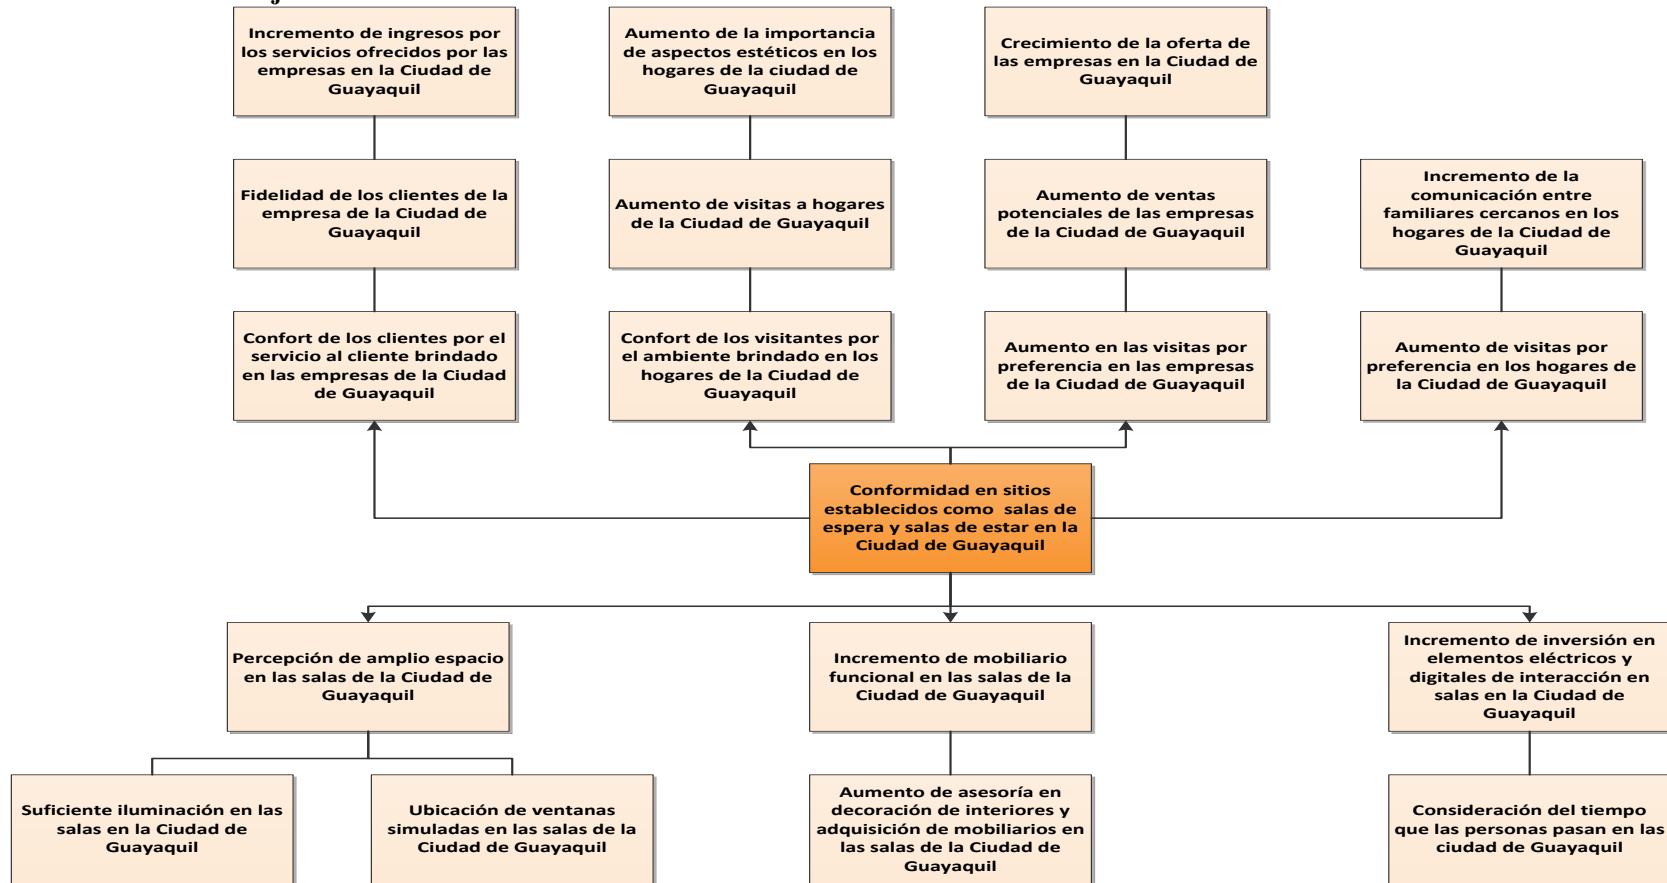 Incremento de ingresos por
los servicios ofrecidos por las
empresas en la Ciudad de
Guayaquil
Aumento de la importancia
de aspectos estéticos en los
hogares de la ciudad de
Guayaquil
Crecimiento de la oferta de
las empresas en la Ciudad de
Guayaquil
Fidelidad de los clientes de la
empresa de la Ciudad de
Guayaquil
Aumento de visitas a hogares
de la Ciudad de Guayaquil
Aumento de ventas
potenciales de las empresas
de la Ciudad de Guayaquil
Incremento de la
comunicación entre
familiares cercanos en los
hogares de la Ciudad de
Guayaquil
Confort de los clientes por el
servicio al cliente brindado
en las empresas de la Ciudad
de Guayaquil
Confort de los visitantes por
el ambiente brindado en los
hogares de la Ciudad de
Guayaquil
Aumento en las visitas por
preferencia en las empresas
de la Ciudad de Guayaquil
Aumento de visitas por
preferencia en los hogares de
la Ciudad de Guayaquil
Conformidad en sitios
establecidos como salas de
espera y salas de estar en la
Ciudad de Guayaquil
Percepción de amplio espacio
en las salas de la Ciudad de
Guayaquil
Incremento de mobiliario
funcional en las salas de la
Ciudad de Guayaquil
Incremento de inversión en
elementos eléctricos y
digitales de interacción en
salas en la Ciudad de
Guayaquil
Suficiente iluminación en las
salas en la Ciudad de
Guayaquil
Ubicación de ventanas
simuladas en las salas de la
Ciudad de Guayaquil
Aumento de asesoría en
decoración de interiores y
adquisición de mobiliarios en
las salas de la Ciudad de
Guayaquil
Consideración del tiempo
que las personas pasan en las
ciudad de Guayaquil